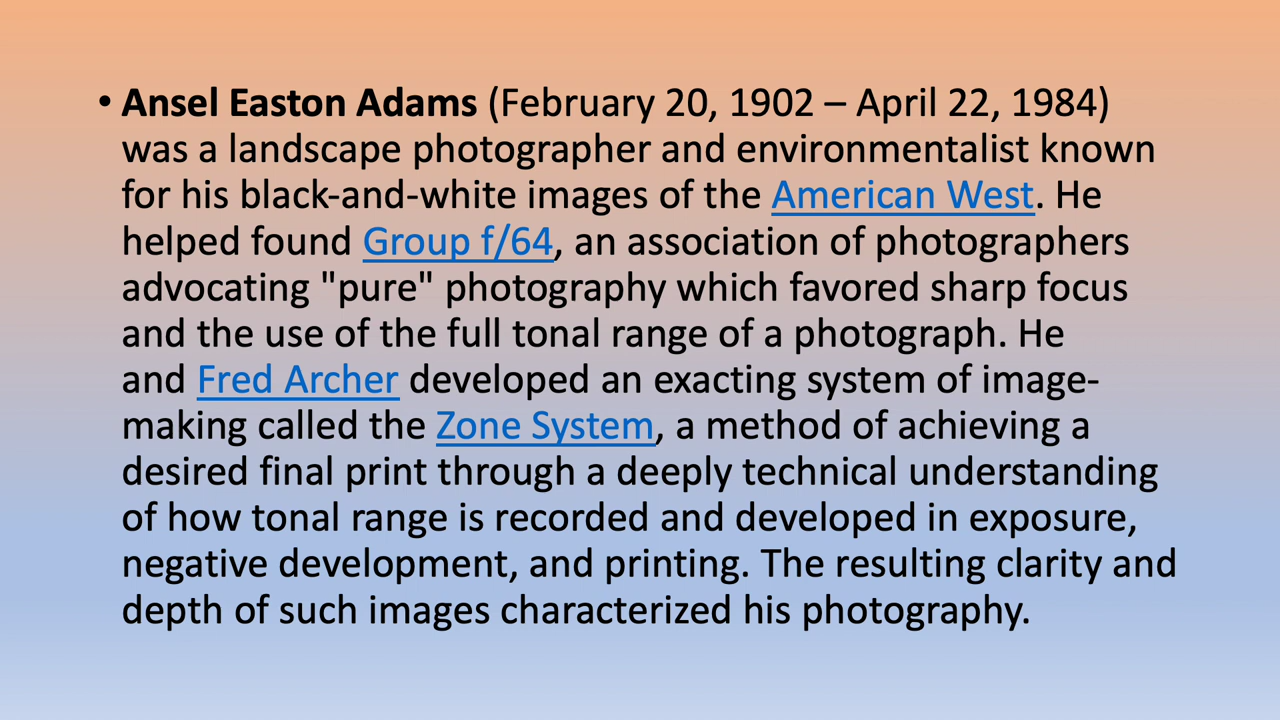 • Ansel Easton Adams (February 20, 1902 – April 22, 1984)
was a landscape photographer and environmentalist known
for his black-and-white images of the American West. He
helped found Group f/64, an association of photographers
advocating "pure" photography which favored sharp focus
and the use of the full tonal range of a photograph. He
and Fred Archer developed an exacting system of image-
making called the Zone System, a method of achieving a
desired final print through a deeply technical understanding
of how tonal range is recorded and developed in exposure,
negative development, and printing. The resulting clarity and
depth of such images characterized his photography.